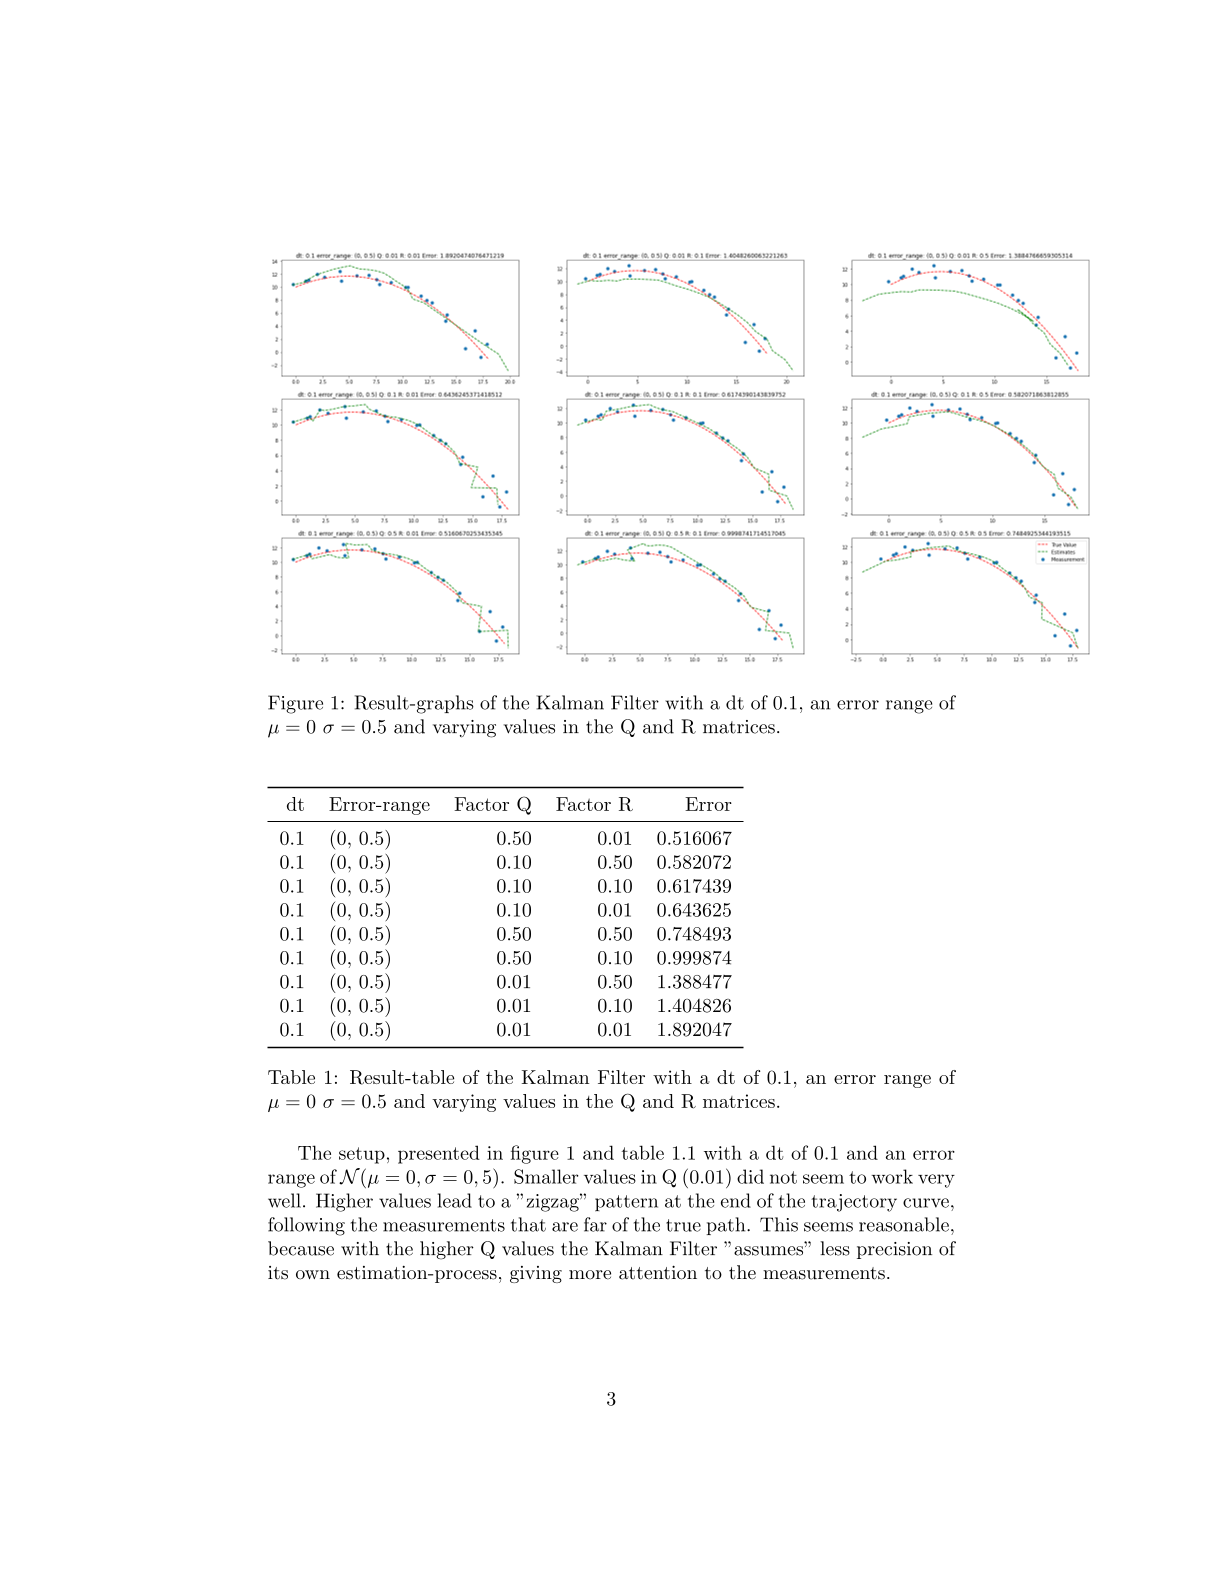 dt: 0.1 error_range: (0, 0.5) Q: 0.01 R: 0.01 Error: 1.8920474076471219
dt: 0.1 error_range: (0, 0.5) Q: 0.01 R: 0.1 Error: 1.4048260063221263
dt: 0.1 error_range: (0, 0.5) Q: 0.01 R: 0.5 Error: 1.3884766659305314
dt: 0.1 error_range: (0, 0.5) Q: 0.1 R: 0.01 Error: 0.6436245371418512
dt: 0.1 error_range: (0, 0.5) Q: 0.1 R: 0.1 Error: 0.6174390143839752
dt: 0.1 error_range: (0, 0.5) Q: 0.1 R: 0.5 Error: 0.582071863812855
dt: 0.1 error_range: (0, 0.5) Q: 0.5 R: 0.01 Error: 0.5160670253435345
dt: 0.1 error_range: (0, 0.5) Q: 0.5 R: 0.1 Error: 0.9998741714517045
dt: 0.1 error_range: (0, 0.5) Q: 0.5 R: 0.5 Error: 0.7484925344193515
True Value
Estimates
Measurement
Figure 1: Result-graphs of the Kalman Filter with a dt of 0.1, an error range of
μ = 0 σ = 0.5 and varying values in the Q and R matrices.
dt Error-range Factor Q Factor R Error
0.1 (0, 0.5) 0.50 0.01 0.516067
0.1 (0, 0.5) 0.10 0.50 0.582072
0.1 (0, 0.5) 0.10 0.10 0.617439
0.1 (0, 0.5) 0.10 0.01 0.643625
0.1 (0, 0.5) 0.50 0.50 0.748493
0.1 (0, 0.5) 0.50 0.10 0.999874
0.1 (0, 0.5) 0.01 0.50 1.388477
0.1 (0, 0.5) 0.01 0.10 1.404826
0.1 (0, 0.5) 0.01 0.01 1.892047
Table 1: Result-table of the Kalman Filter with a dt of 0.1, an error range of
μ = 0 σ = 0.5 and varying values in the Q and R matrices.
The setup, presented in figure 1 and table 1.1 with a dt of 0.1 and an error
range of 𝒩(μ = 0, σ = 0, 5). Smaller values in Q (0.01) did not seem to work very
well. Higher values lead to a ”zigzag” pattern at the end of the trajectory curve,
following the measurements that are far of the true path. This seems reasonable,
because with the higher Q values the Kalman Filter ”assumes” less precision of
its own estimation-process, giving more attention to the measurements.
3